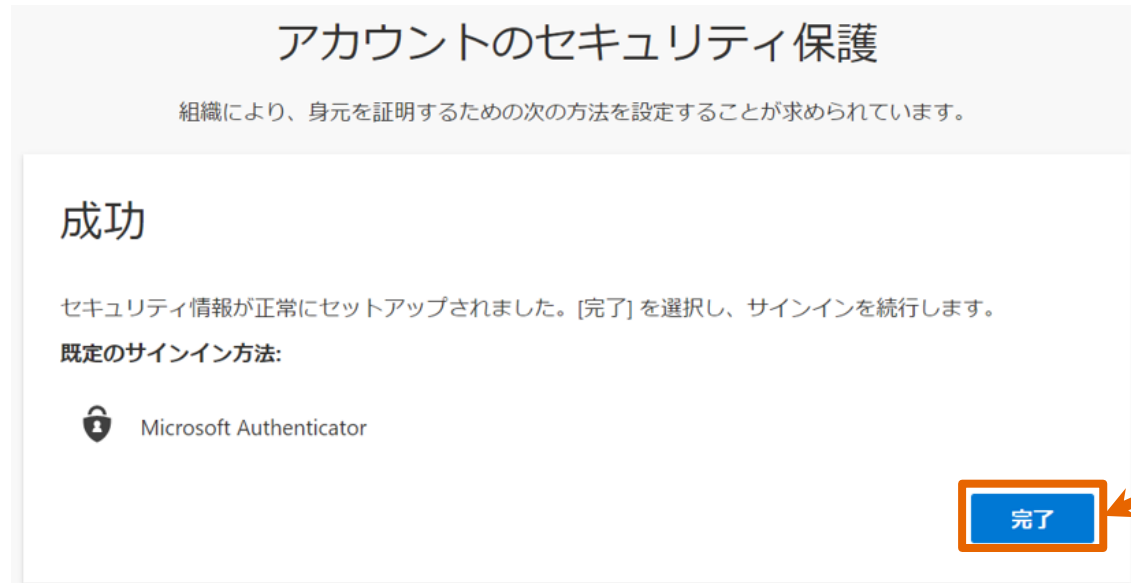 アカウントのセキュリティ保護
組織により、身元を証明するための次の方法を設定することが求められています。
成功
セキュリティ情報が正常にセットアップされました。[完了] を選択し、サインインを続行します。
既定のサインイン方法:
Microsoft Authenticator
完了